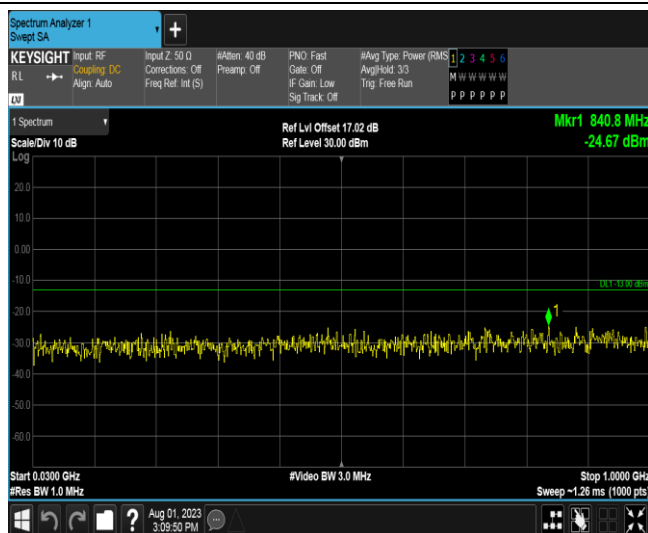 Spectrum Analyzer 1
Swept SA
+
KEYSIGHT
RL
LXI
Input: RF
Coupling: DC
Align: Auto
Input Z: 50 Ω
Corrections: Off
Freq Ref: Int (S)
#Atten: 40 dB
Preamp: Off
PNO: Fast
Gate: Off
IF Gain: Low
Sig Track: Off
#Avg Type: Power (RMS
Avg|Hold: 3/3
Trig: Free Run
1 2 3 4 5 6
M W W W W W
P P P P P P
1 Spectrum
Scale/Div 10 dB
Log
Ref Lvl Offset 17.02 dB
Ref Level 30.00 dBm
Mkr1 840.8 MHz
-24.67 dBm
20.0
10.0
0.00
-10.0
DL1 -13.00 dBm
-20.0
1
-30.0
-40.0
-50.0
-60.0
Start 0.0300 GHz
#Res BW 1.0 MHz
#Video BW 3.0 MHz
Stop 1.0000 GHz
Sweep ~1.26 ms (1000 pts)
?
Aug 01, 2023
3:09:50 PM